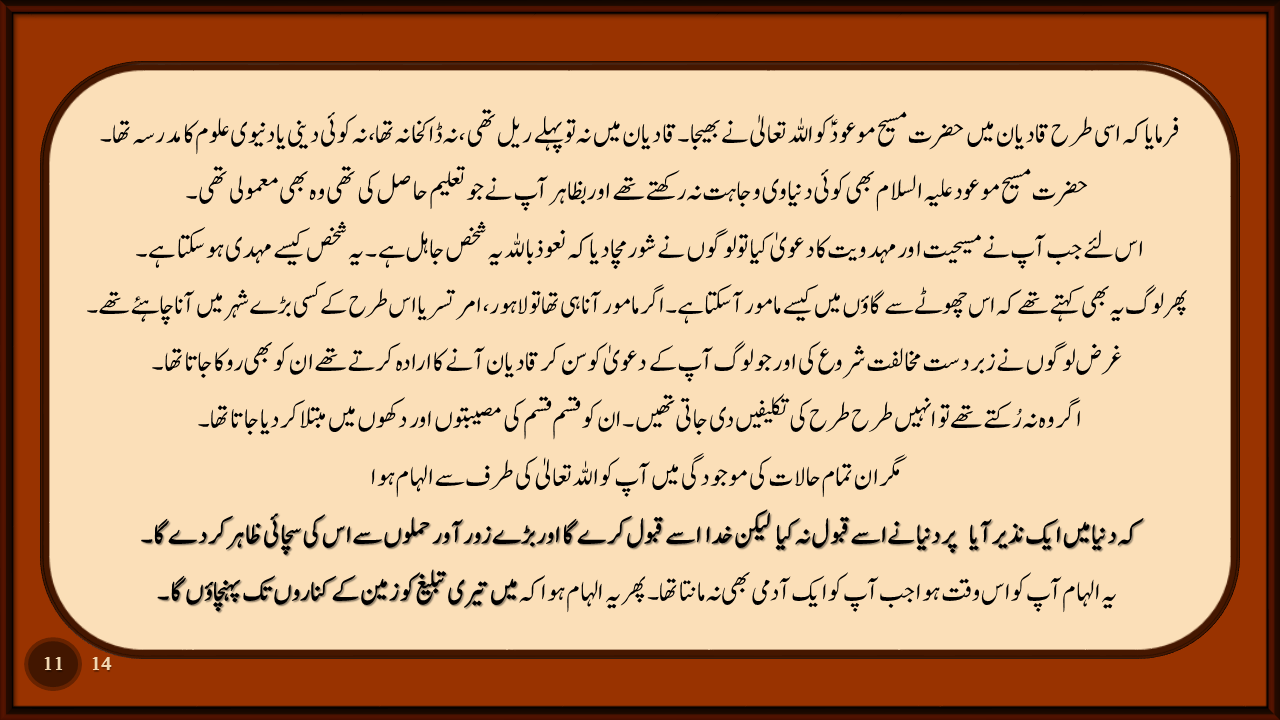 فرمایا کہ اسی طرح قادیان میں حضرت مسیح موعودؑ کو اللہ تعالیٰ نے بھیجا۔ قادیان میں نہ تو پہلے ریل تھی ،نہ ڈاکخانہ تھا،نہ کوئی دینی یا دنیوی علوم کا مدرسہ تھا۔
حضرت مسیح موعود علیہ السلام بھی کوئی دنیاوی وجاہت نہ رکھتے تھے اور بظاہر آپ نے جو تعلیم حاصل کی تھی وہ بھی معمولی تھی۔
اس لئے جب آپ نے مسیحیت اور مہدویت کا دعویٰ کیا تو لوگوں نے شور مچا دیا کہ نعوذ باللہ یہ شخص جاہل ہے۔ یہ شخص کیسے مہدی ہو سکتا ہے۔
پھر لوگ یہ بھی کہتے تھے کہ اس چھوٹے سے گاؤں میں کیسے مامور آ سکتا ہے۔ اگر مامور آنا ہی تھا تو لاہور، امرتسر یا اس طرح کے کسی بڑے شہر میں آنا چاہئے تھے۔
غرض لوگوں نے زبردست مخالفت شروع کی اور جو لوگ آپ کے دعویٰ کو سن کر قادیان آنے کا ارادہ کرتے تھے ان کو بھی روکا جاتا تھا۔
اگر وہ نہ رُکتے تھے تو انہیں طرح طرح کی تکلیفیں دی جاتی تھیں۔ ان کو قسم قسم کی مصیبتوں اور دکھوں میں مبتلا کر دیا جاتا تھا۔
مگر ان تمام حالات کی موجودگی میں آپ کو اللہ تعالیٰ کی طرف سے الہام ہوا
کہ دنیا میں ایک نذیر آیا پر دنیا نے اسے قبول نہ کیا لیکن خدا اسے قبول کرے گا اور بڑے زور آور حملوں سے اس کی سچائی ظاہر کر دے گا۔
یہ الہام آپ کو اس وقت ہوا جب آپ کو ایک آدمی بھی نہ مانتا تھا۔ پھر یہ الہام ہوا کہ میں تیری تبلیغ کو زمین کے کناروں تک پہنچاؤں گا۔
11 14